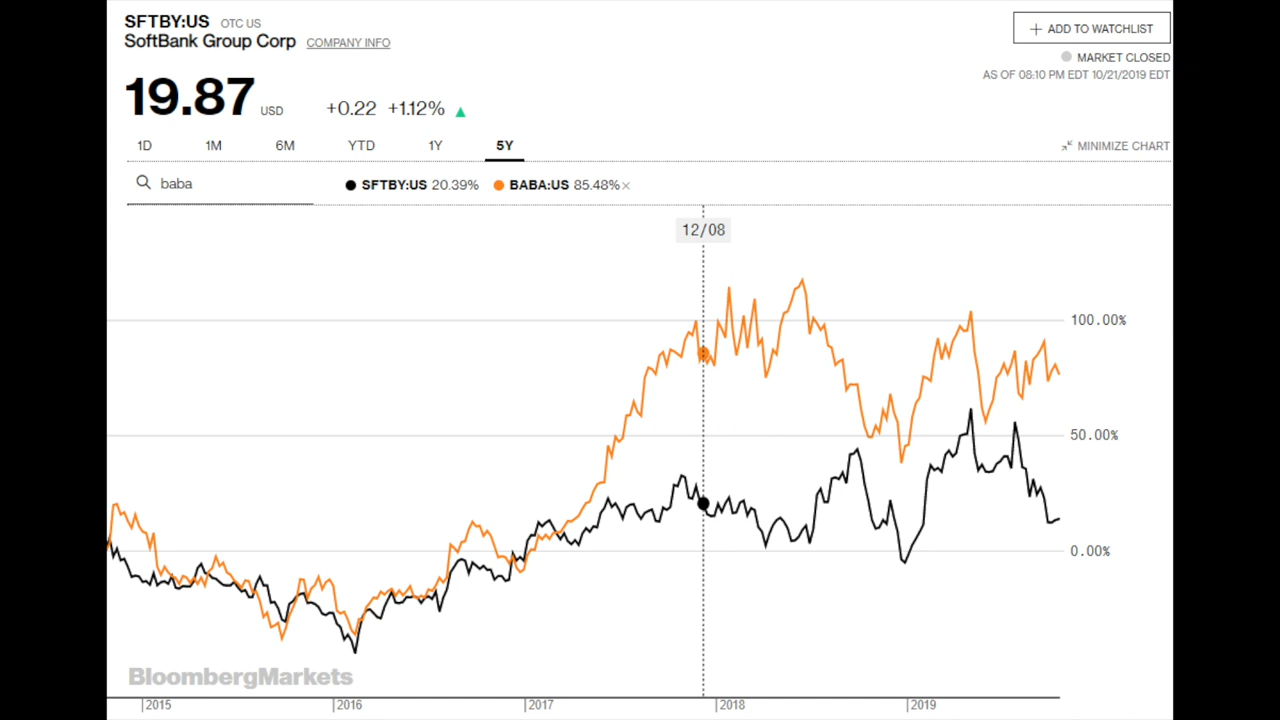 SFTBY:US OTC US
SoftBank Group Corp COMPANY INFO
+ ADD TO WATCHLIST
MARKET CLOSED
AS OF 08:10 PM EDT 10/21/2019 EDT
19.87 USD +0.22 +1.12%
1D 1M 6M YTD 1Y 5Y
MINIMIZE CHART
baba
SFTBY:US 20.39% BABA:US 85.48%×
12/08
100.00%
50.00%
0.00%
BloombergMarkets
2015 2016 2017 2018 2019